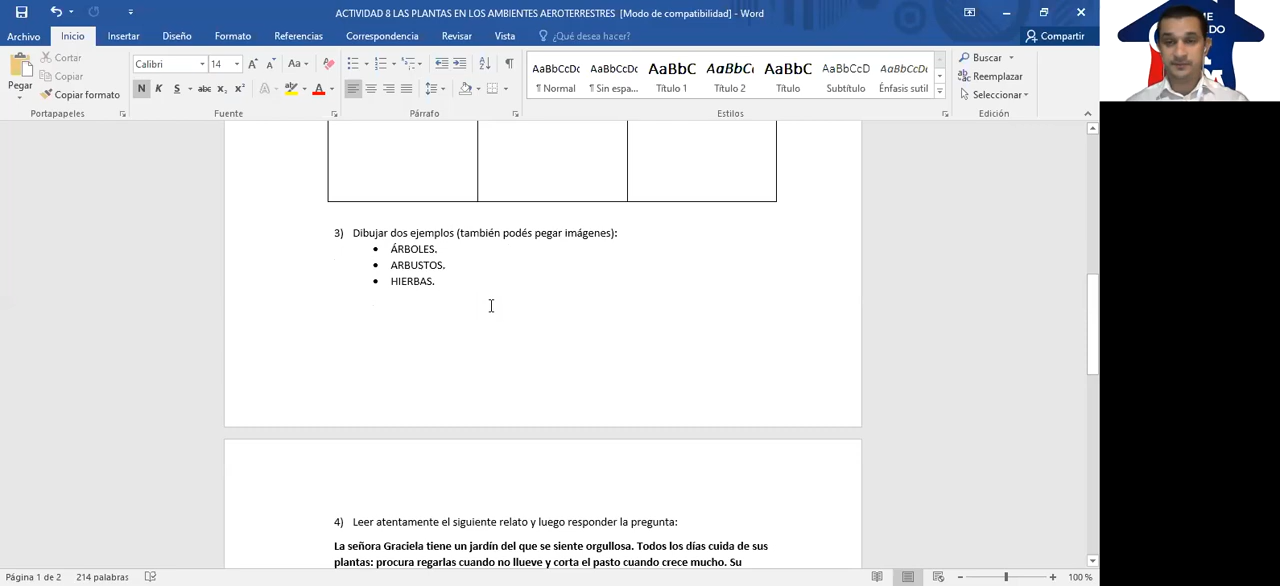 ACTIVIDAD 8 LAS PLANTAS EN LOS AMBIENTES AEROTERRESTRES [Modo de compatibilidad] - Word
Archivo Inicio Insertar Diseño Formato Referencias Correspondencia Revisar Vista ¿Qué desea hacer? Compartir
Pegar
Cortar
Copiar
Copiar formato
Portapapeles
Calibri 14
N K S abc x₂ x²
Fuente
Párrafo
AaBbCcDc AaBbCcDc AaBbC AaBbC AaBbC AaBbCcD AaBbCcDc
¶ Normal ¶ Sin espa... Título 1 Título 2 Título Subtítulo Énfasis sutil
Estilos
Buscar
Reemplazar
Seleccionar
Edición
3) Dibujar dos ejemplos (también podés pegar imágenes):
• ÁRBOLES.
• ARBUSTOS.
• HIERBAS.
4) Leer atentamente el siguiente relato y luego responder la pregunta:
La señora Graciela tiene un jardín del que se siente orgullosa. Todos los días cuida de sus
plantas: procura regarlas cuando no llueve y corta el pasto cuando crece mucho. Su
Página 1 de 2 214 palabras 100 %